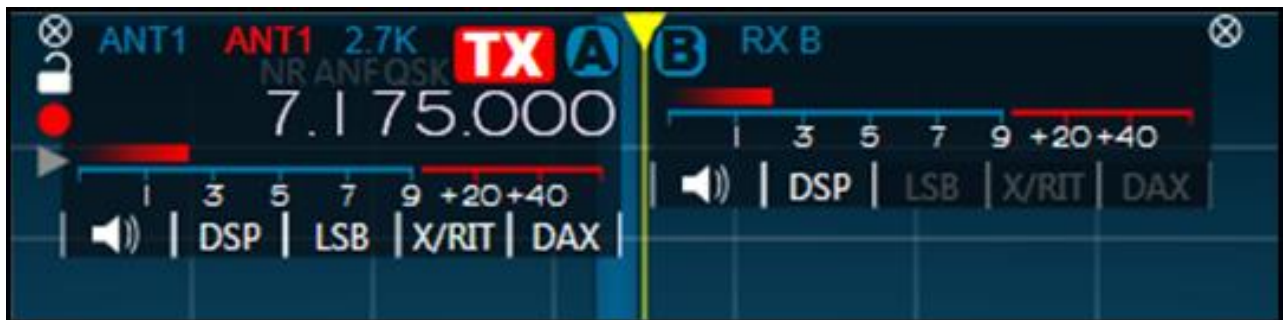 ANT1 ANT1 2.7K TX A
NR ANF QSK
7.175.000
1 3 5 7 9 +20 +40
DSP LSB X/RIT DAX
B RX B
1 3 5 7 9 +20 +40
DSP LSB X/RIT DAX